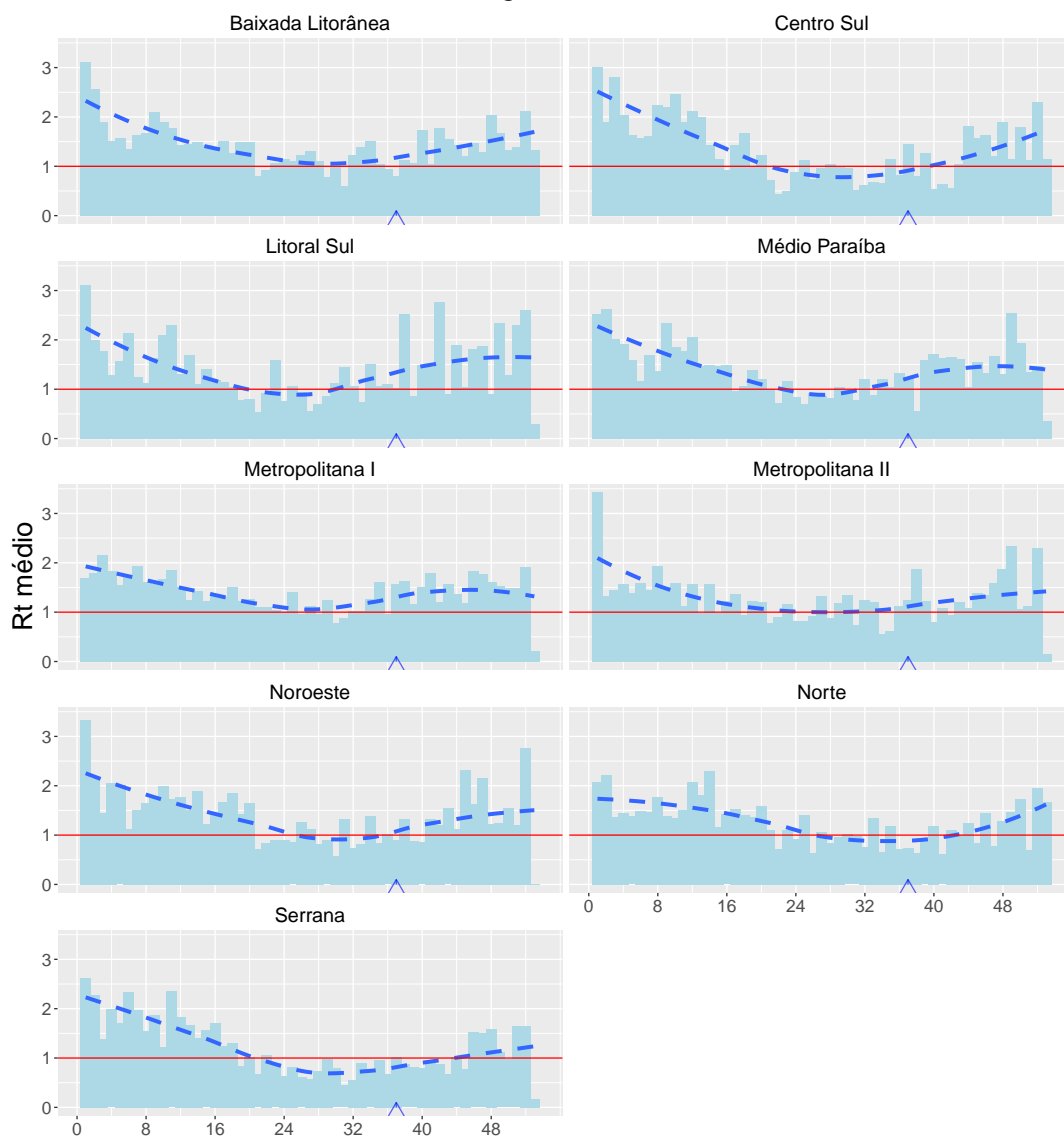 Baixada Litorânea
Centro Sul
3
2
1
0
Litoral Sul
Médio Paraíba
3
2
1
0
Metropolitana I
Metropolitana II
3
2
1
0
Rt médio
Noroeste
Norte
3
2
1
0
0 8 16 24 32 40 48
Serrana
3
2
1
0
0 8 16 24 32 40 48